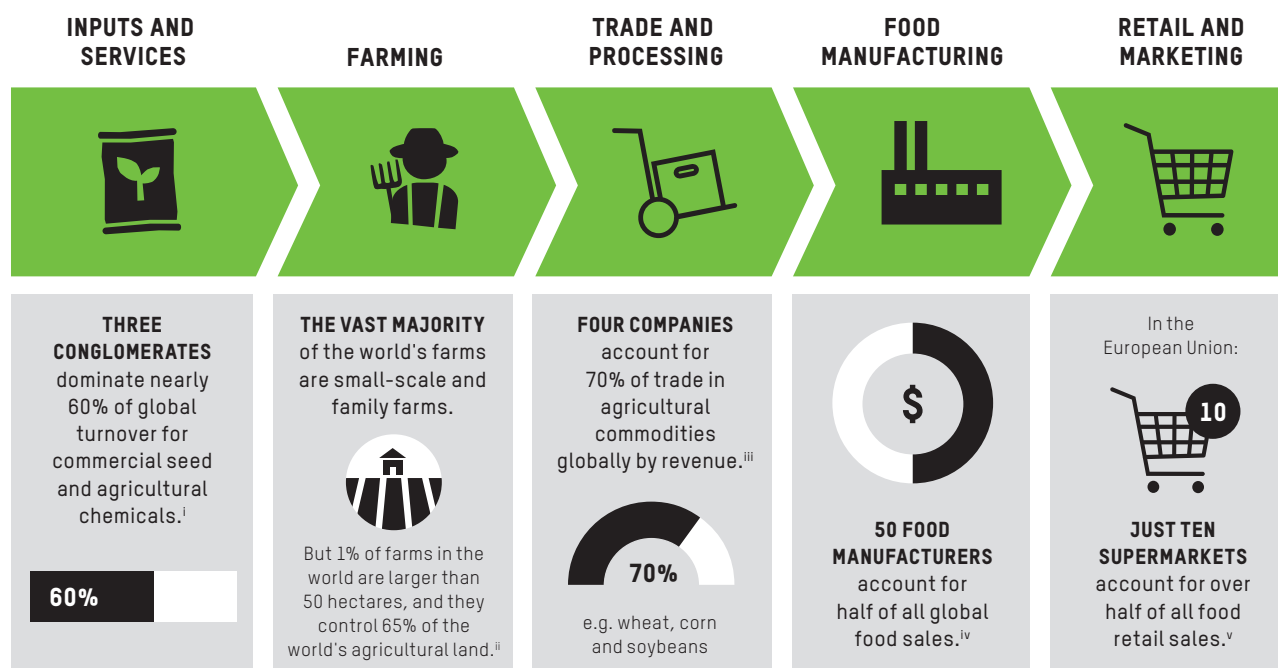 INPUTS AND
SERVICES
FARMING
TRADE AND
PROCESSING
FOOD
MANUFACTURING
RETAIL AND
MARKETING
THREE
CONGLOMERATES
dominate nearly
60% of global
turnover for
commercial seed
and agricultural
chemicals.ⁱ
60%
THE VAST MAJORITY
of the world's farms
are small-scale and
family farms.
But 1% of farms in the
world are larger than
50 hectares, and they
control 65% of the
world's agricultural land.ⁱⁱ
FOUR COMPANIES
account for
70% of trade in
agricultural
commodities
globally by revenue.ⁱⁱⁱ
70%
e.g. wheat, corn
and soybeans
$
50 FOOD
MANUFACTURERS
account for
half of all global
food sales.ⁱᵛ
In the
European Union:
10
JUST TEN
SUPERMARKETS
account for over
half of all food
retail sales.ᵛ